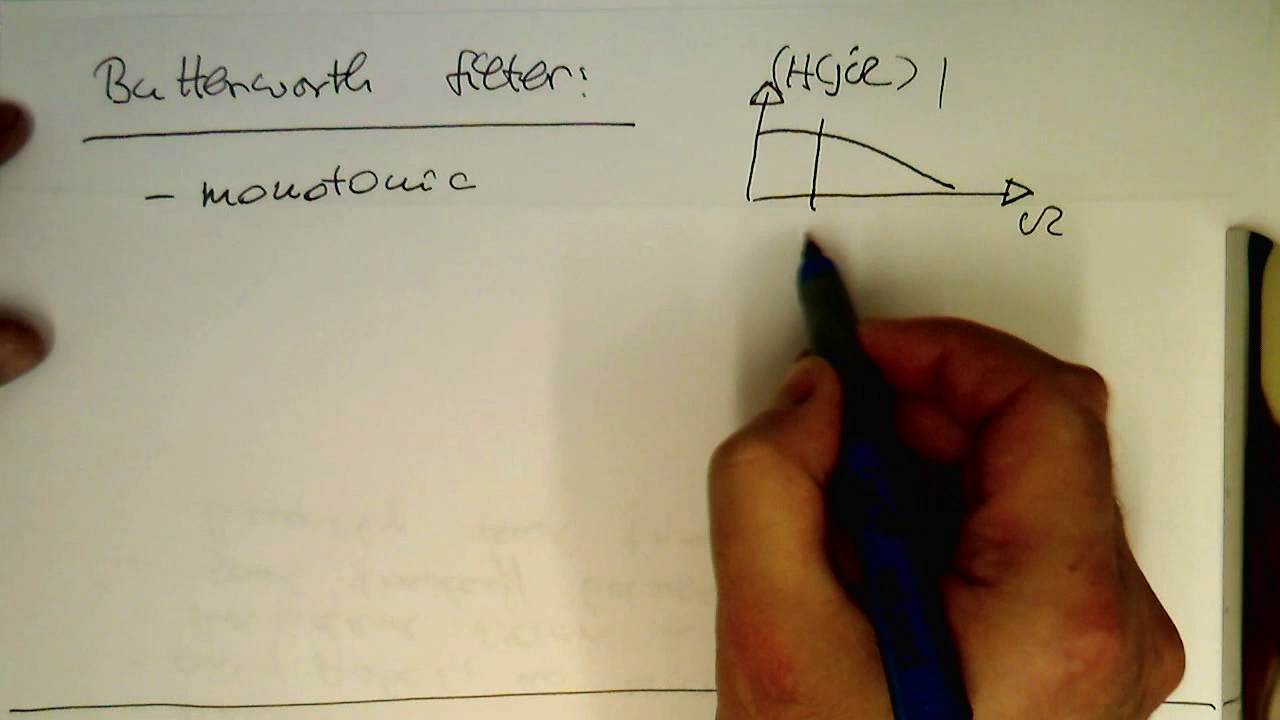 Butterworth filter:
|H(jΩ)|
- monotonic
Ω